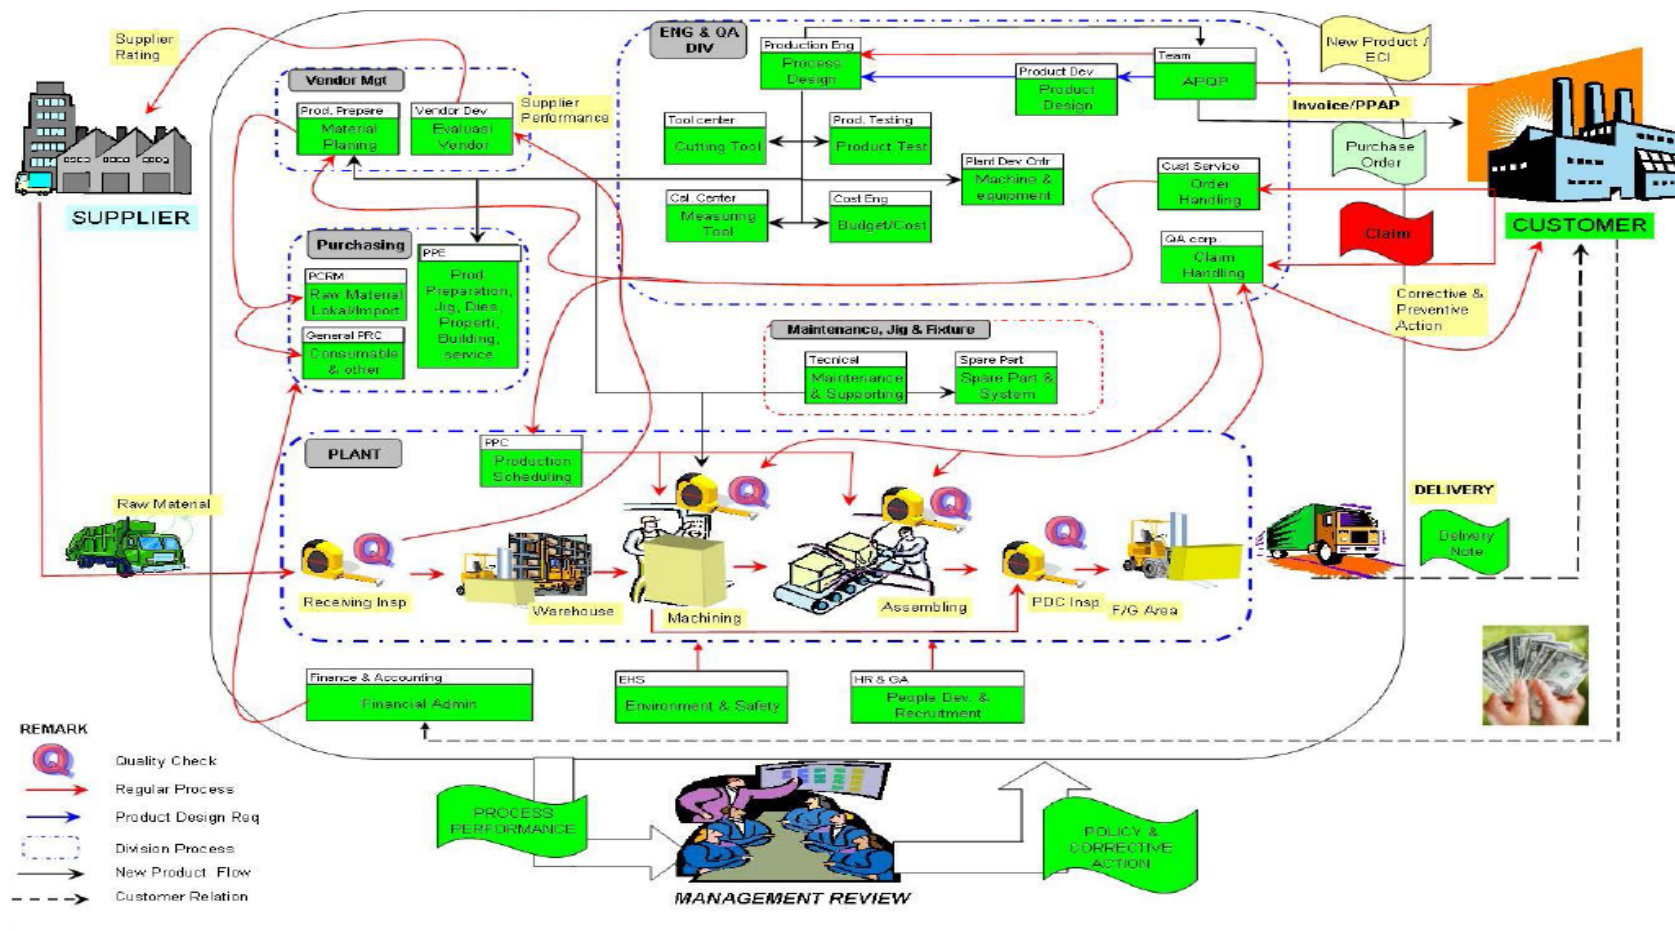 Supplier
Rating
SUPPLIER
Raw Material
Vendor Mgt
Prod. Prepare
Material
Planing
Vendor Dev
Evaluasi
Vendor
Supplier
Performance
Purchasing
PCRM
Raw Material
Lokal/Import
General PRC
Consumable
& other
PPE
Prod.
Preparation,
Jig, Dies,
Properti,
Building,
service
ENG & QA
DIV
Production Eng
Process
Design
Product Dev
Product
Design
Team
APQP
Tool center
Cutting Tool
Prod. Testing
Product Test
Plant Dev Cntr
Machine &
equipment
Cal. Center
Measuring
Tool
Cost Eng
Budget/Cost
Cust Service
Order
Handling
QA corp.
Claim
Handling
New Product /
ECI
Invoice/PPAP
Purchase
Order
Claim
CUSTOMER
Corrective &
Preventive
Action
Maintenance, Jig & Fixture
Tecnical
Maintenance
& Supporting
Spare Part
Spare Part &
System
PLANT
PPC
Production
Scheduling
Q
Q
Q
Q
Receiving Insp
Warehouse
Machining
Assembling
PDC Insp
F/G Area
DELIVERY
Delivery
Note
Finance & Accounting
Financial Admin
EHS
Environment & Safety
HR & GA
People Dev. &
Recruitment
REMARK
Q
Quality Check
Regular Process
Product Design Req
Division Process
New Product Flow
Customer Relation
PROCESS
PERFORMANCE
MANAGEMENT REVIEW
POLICY &
CORRECTIVE
ACTION